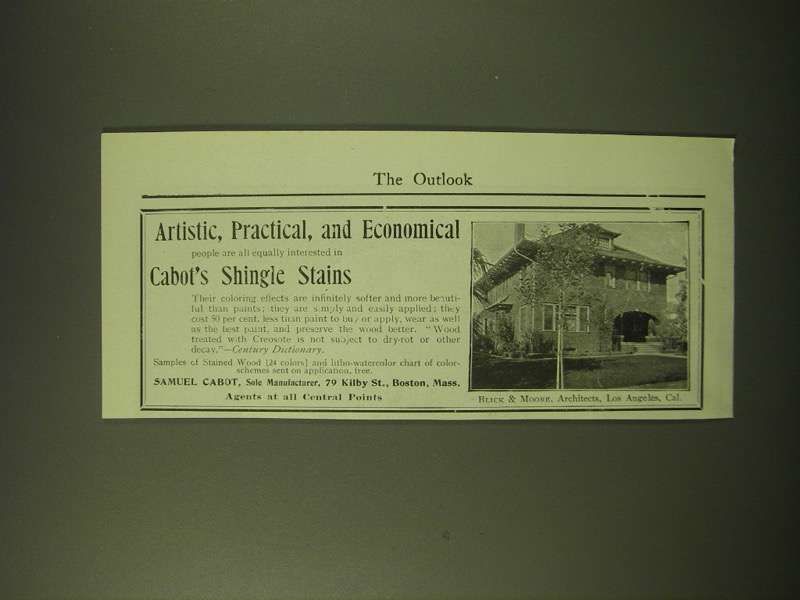 The Outlook
Artistic, Practical, and Economical
people are all equally interested in
Cabot's Shingle Stains
Their coloring effects are infinitely softer and more beauti-
ful than paints; they are simply and easily applied; they
cost 50 per cent. less than paint to buy or apply, wear as well
as the best paint, and preserve the wood better. "Wood
treated with Creosote is not subject to dry-rot or other
decay."—Century Dictionary.
Samples of Stained Wood [24 colors] and litho-watercolor chart of color-
schemes sent on application, free.
SAMUEL CABOT, Sole Manufacturer, 79 Kilby St., Boston, Mass.
Agents at all Central Points
BLICK & MOORE, Architects, Los Angeles, Cal.